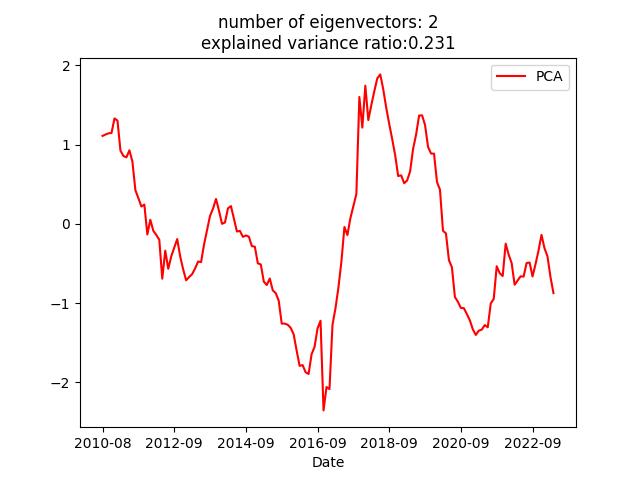 number of eigenvectors: 2
explained variance ratio:0.231
PCA
2
1
0
−1
−2
2010-08 2012-09 2014-09 2016-09 2018-09 2020-09 2022-09
Date